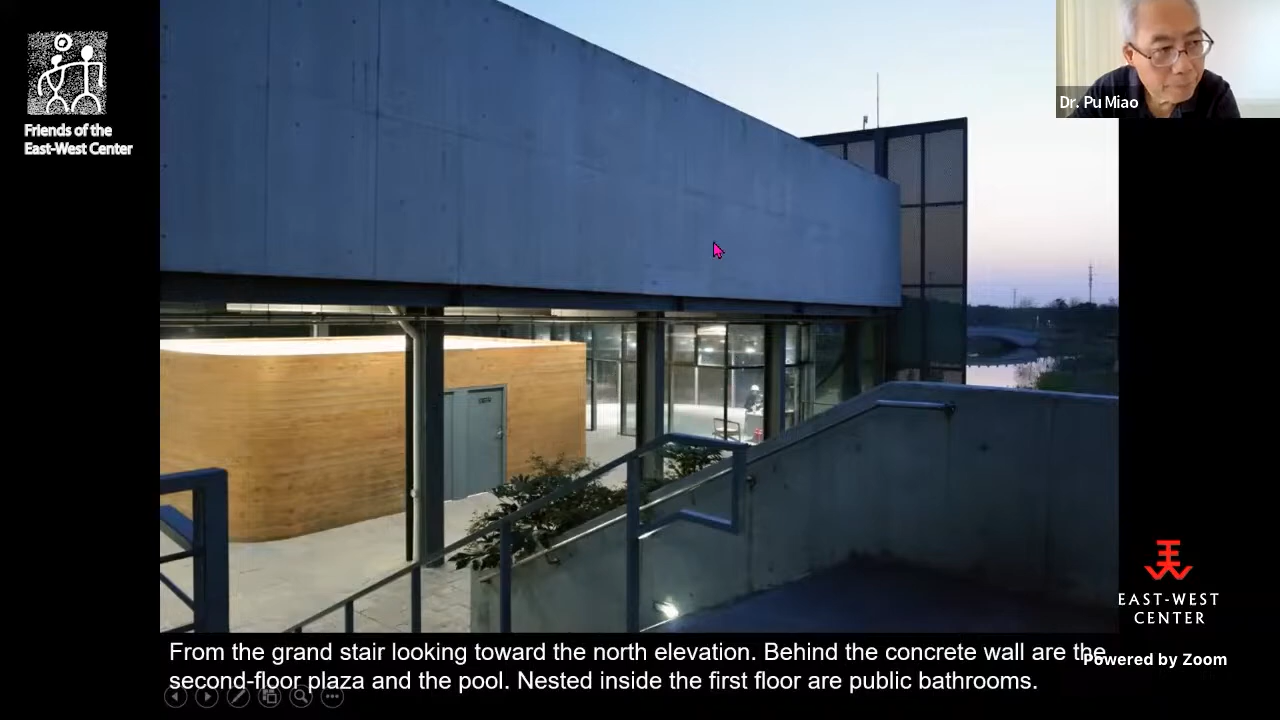 Friends of the
East-West Center
Dr. Pu Miao
EAST-WEST
CENTER
From the grand stair looking toward the north elevation. Behind the concrete wall are the
second-floor plaza and the pool. Nested inside the first floor are public bathrooms.
Powered by Zoom